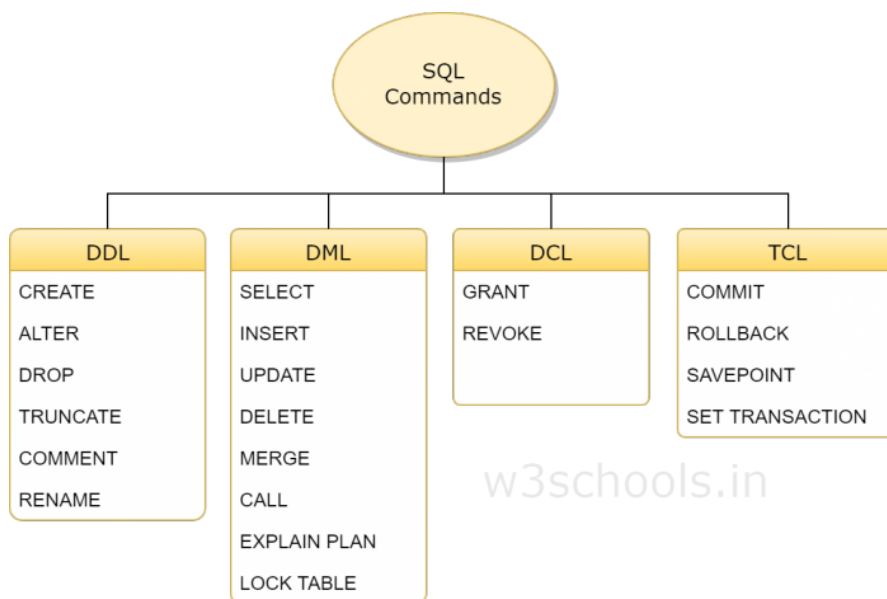 SQL
Commands
DDL
CREATE
ALTER
DROP
TRUNCATE
COMMENT
RENAME
DML
SELECT
INSERT
UPDATE
DELETE
MERGE
CALL
EXPLAIN PLAN
LOCK TABLE
DCL
GRANT
REVOKE
TCL
COMMIT
ROLLBACK
SAVEPOINT
SET TRANSACTION
w3schools.in